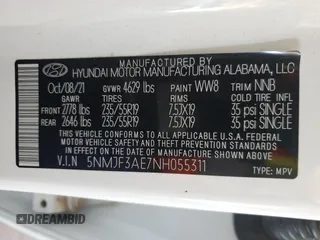 HYUNDAI MOTOR MANUFACTURING ALABAMA, LLC
Oct/08/21 GVWR 4629 lbs PAINT WW8 TRIM NNB
GAWR TIRES RIMS COLD TIRE INFL
FRONT 2778 lbs 235/55R19 7.5JX19 35 psi SINGLE
REAR 2646 lbs 235/55R19 7.5JX19 35 psi SINGLE
THIS VEHICLE CONFORMS TO ALL APPLICABLE U.S.A. FEDERAL
MOTOR VEHICLE SAFETY AND THEFT PREVENTION STANDARDS IN
EFFECT ON THE DATE OF MANUFACTURE SHOWN ABOVE.
V.I.N 5NMJF3AE7NH055311
TYPE: MPV
DREAMBID